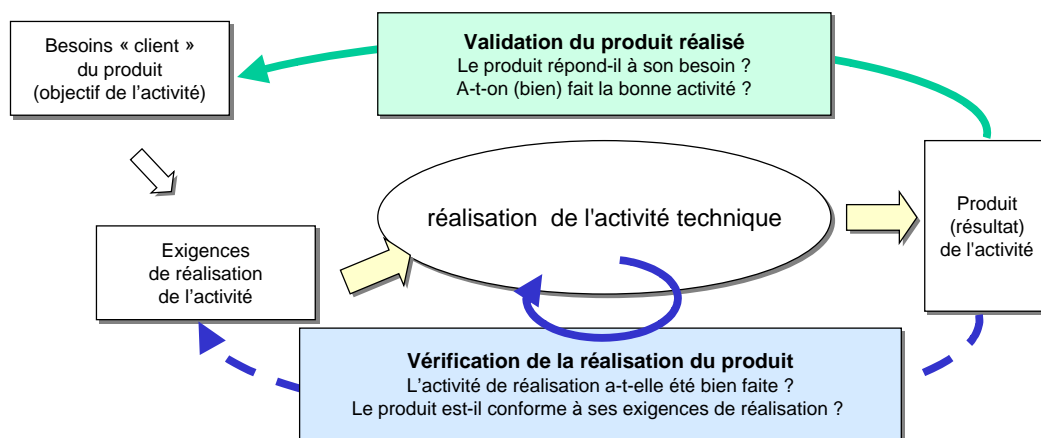 Besoins « client »
du produit
(objectif de l'activité)
Validation du produit réalisé
Le produit répond-il à son besoin ?
A-t-on (bien) fait la bonne activité ?
réalisation de l'activité technique
Produit
(résultat)
de l'activité
Exigences
de réalisation
de l'activité
Vérification de la réalisation du produit
L'activité de réalisation a-t-elle été bien faite ?
Le produit est-il conforme à ses exigences de réalisation ?